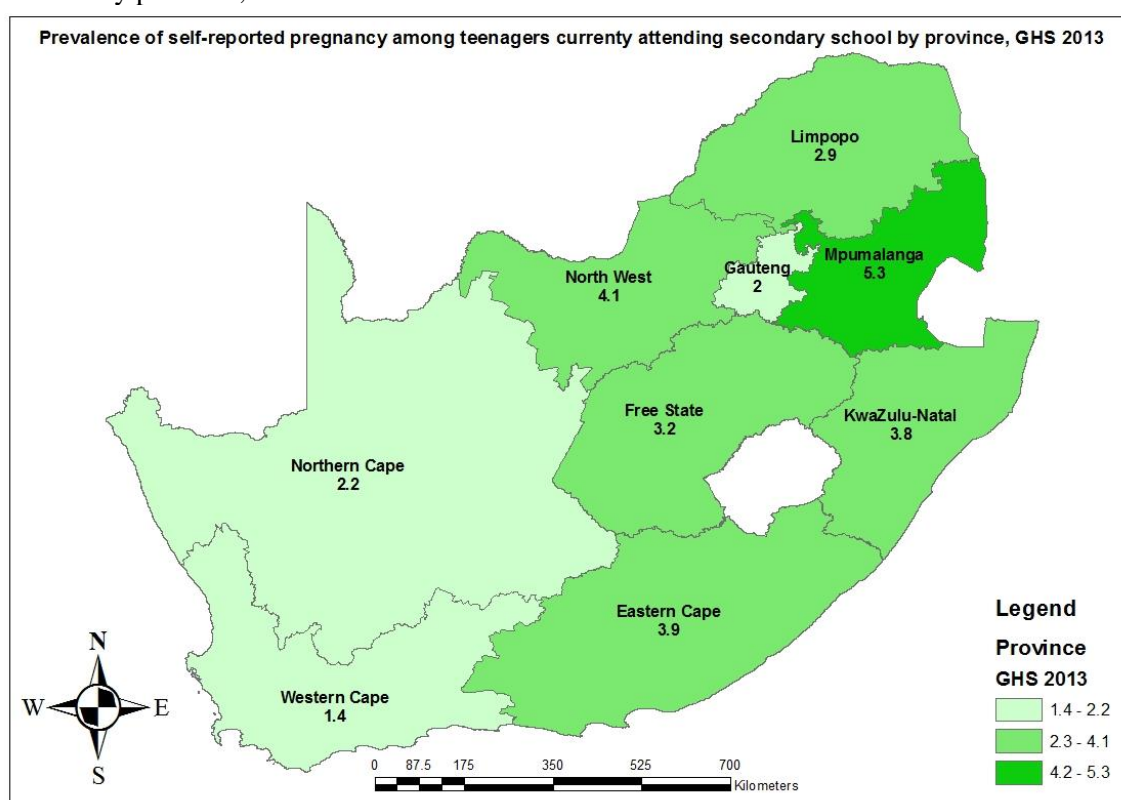 Prevalence of self-reported pregnancy among teenagers currenty attending secondary school by province, GHS 2013
Limpopo
2.9
Mpumalanga
5.3
Gauteng
2
North West
4.1
Free State
3.2
KwaZulu-Natal
3.8
Northern Cape
2.2
Eastern Cape
3.9
Western Cape
1.4
N
W
E
S
0 87.5 175 350 525 700
Kilometers
Legend
Province
GHS 2013
1.4 - 2.2
2.3 - 4.1
4.2 - 5.3